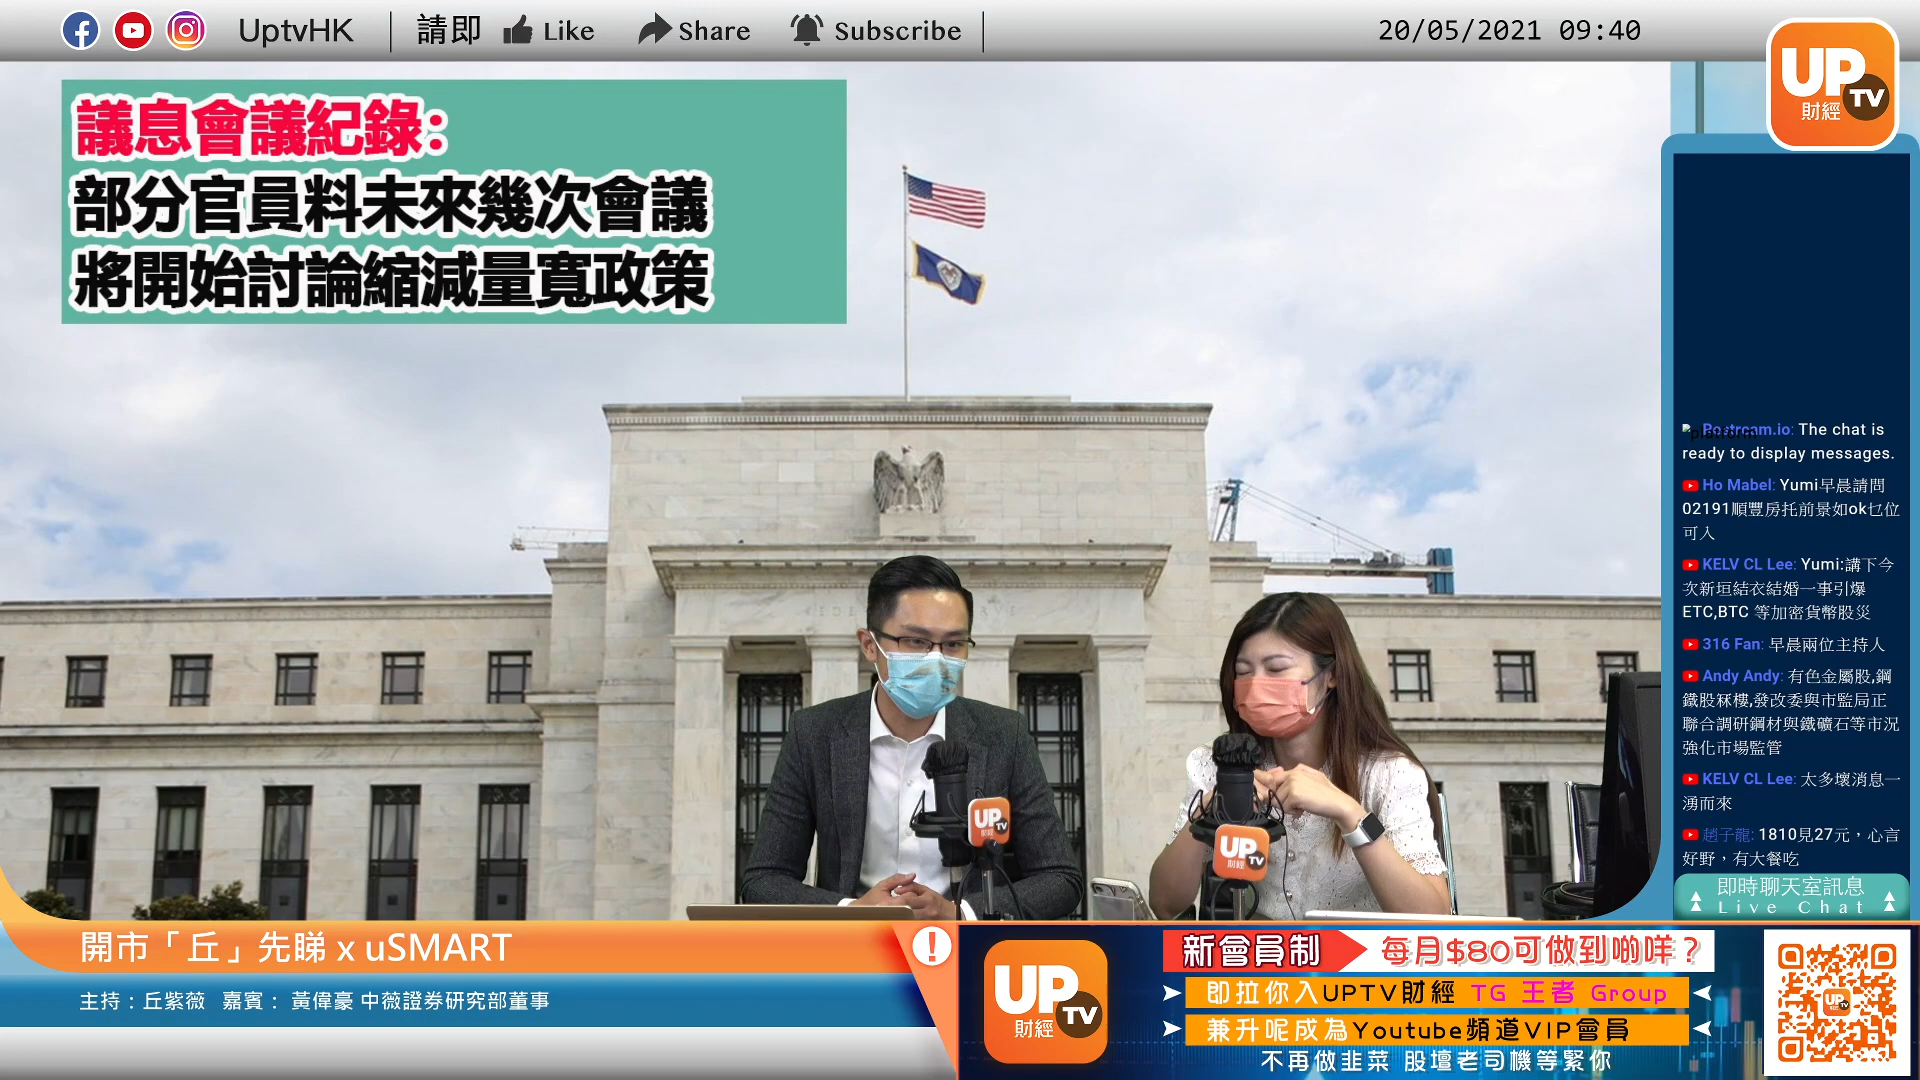 UptvHK
請即
Like
Share
Subscribe
20/05/2021 09:40
UP
TV
財經
議息會議紀錄:
部分官員料未來幾次會議
將開始討論縮減量寬政策
The chat is
ready to display messages.
Ho Mabel: Yumi早晨請問
02191順豐房托前景如ok乜位
可入
KELV CL Lee: Yumi:講下今
次新垣結衣結婚一事引爆
ETC,BTC 等加密貨幣股災
316 Fan: 早晨兩位主持人
Andy Andy: 有色金屬股,鋼
鐵股冧樓,發改委與市監局正
聯合調研鋼材與鐵礦石等市況
強化市場監管
KELV CL Lee: 太多壞消息一
湧而來
趙子龍: 1810見27元，心言
好野，有大餐吃
即時聊天室訊息
Live Chat
UP
TV
財經
UP
TV
財經
開市「丘」先睇 x uSMART
主持：丘紫薇 嘉賓： 黃偉豪 中薇證券研究部董事
!
UP
TV
財經
新會員制
每月$80可做到啲咩？
即拉你入UPTV財經 TG 王者 Group
兼升呢成為Youtube頻道VIP會員
不再做韭菜 股壇老司機等緊你
UP
TV